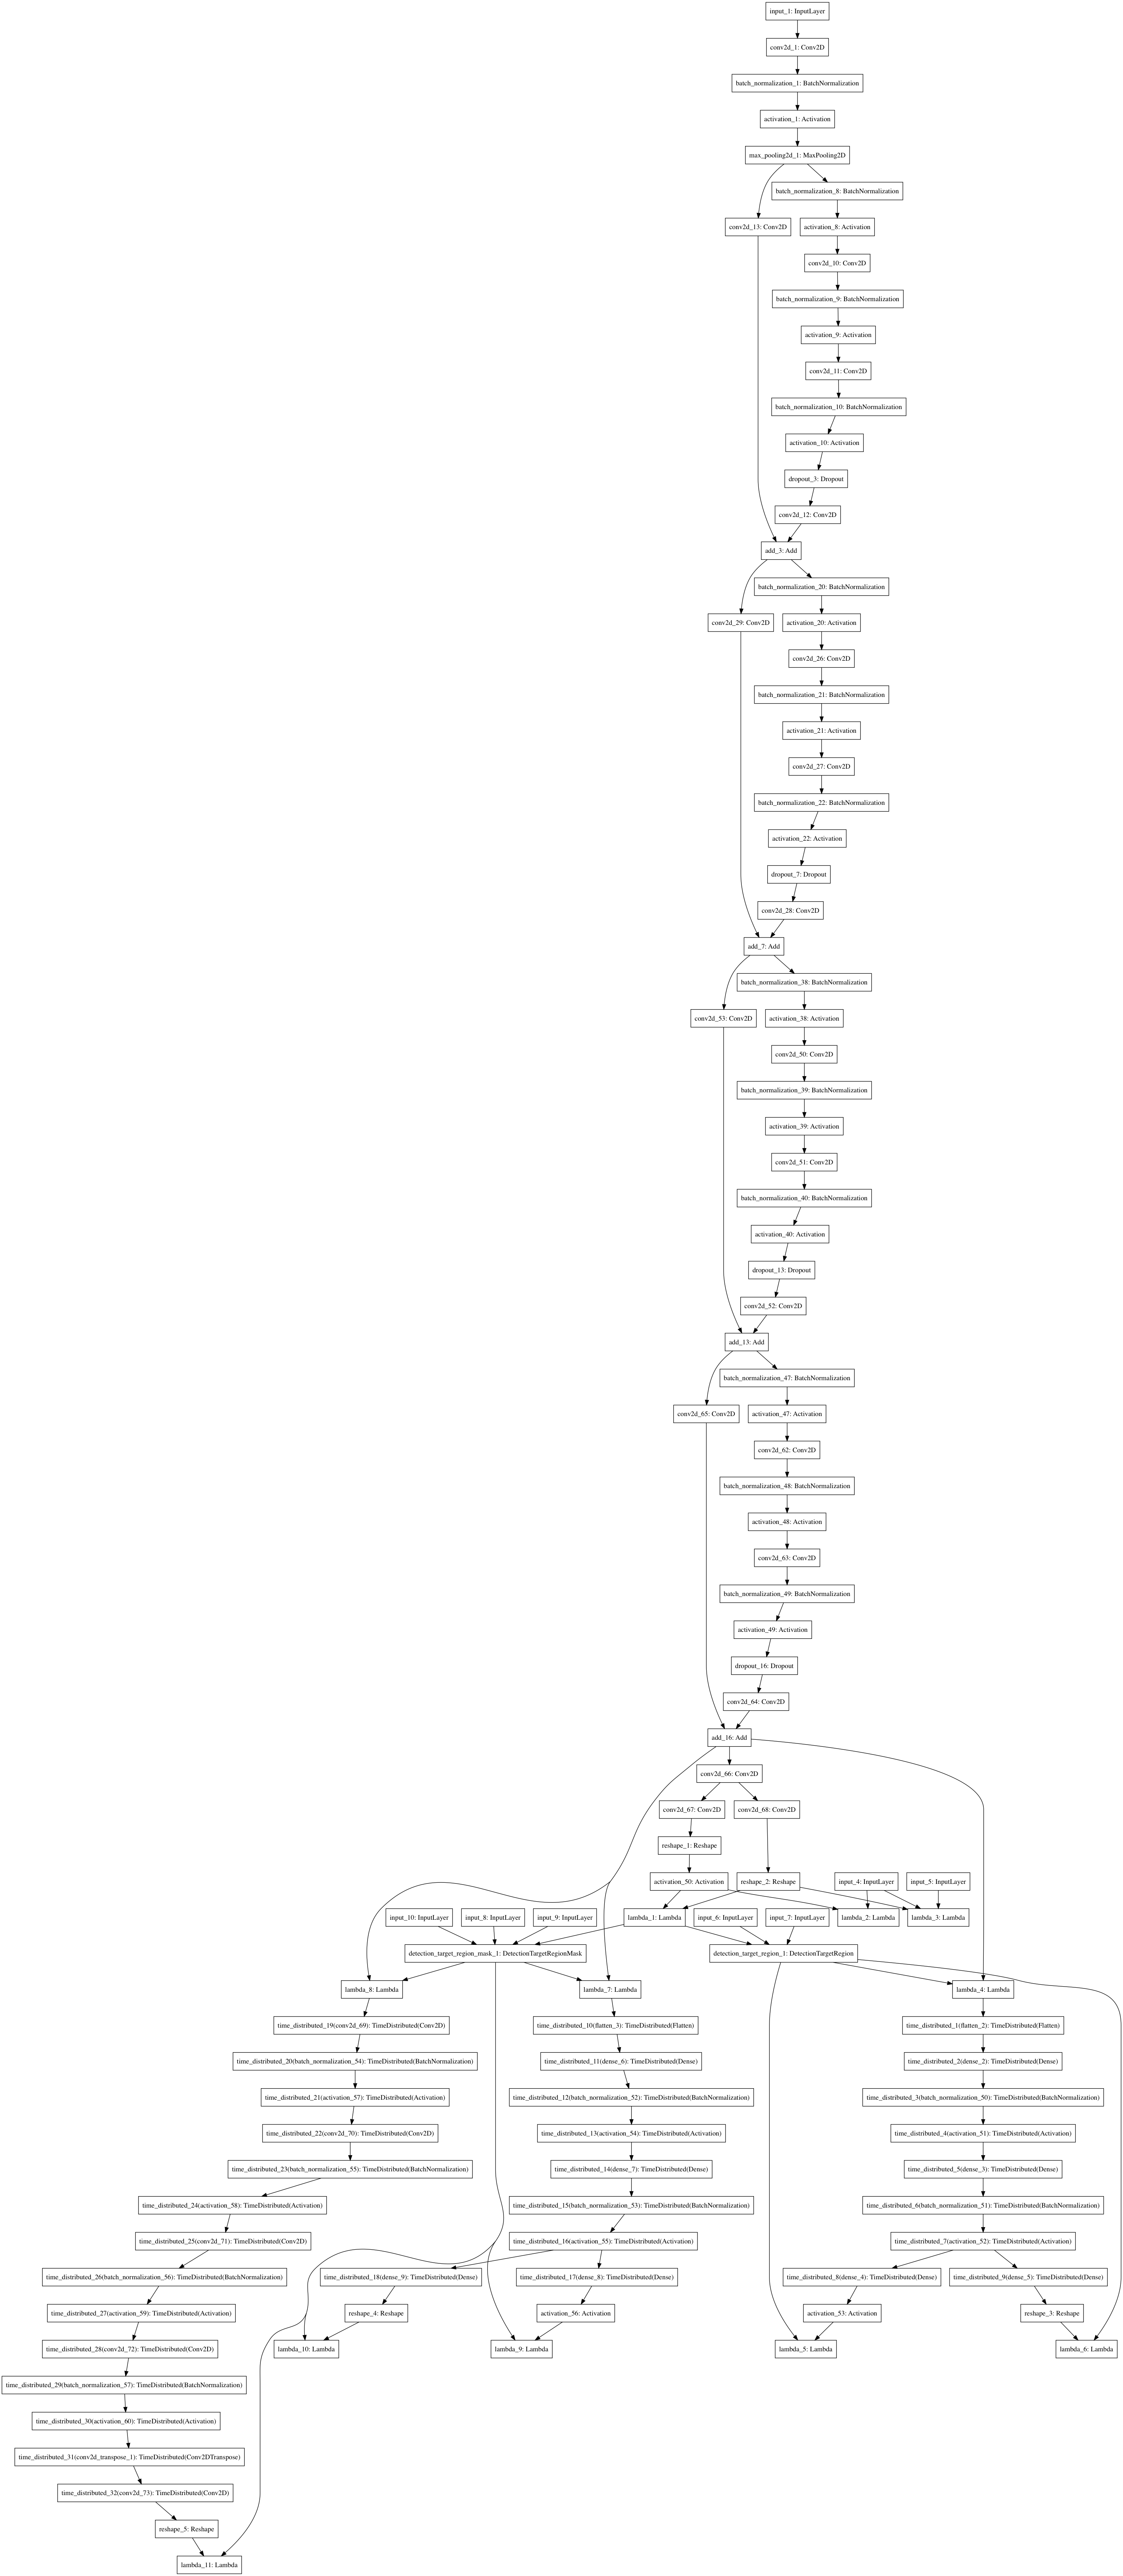 input_1: InputLayer
conv2d_1: Conv2D
batch_normalization_1: BatchNormalization
activation_1: Activation
max_pooling2d_1: MaxPooling2D
batch_normalization_8: BatchNormalization
conv2d_13: Conv2D
activation_8: Activation
conv2d_10: Conv2D
batch_normalization_9: BatchNormalization
activation_9: Activation
conv2d_11: Conv2D
batch_normalization_10: BatchNormalization
activation_10: Activation
dropout_3: Dropout
conv2d_12: Conv2D
add_3: Add
batch_normalization_20: BatchNormalization
conv2d_29: Conv2D
activation_20: Activation
conv2d_26: Conv2D
batch_normalization_21: BatchNormalization
activation_21: Activation
conv2d_27: Conv2D
batch_normalization_22: BatchNormalization
activation_22: Activation
dropout_7: Dropout
conv2d_28: Conv2D
add_7: Add
batch_normalization_38: BatchNormalization
conv2d_53: Conv2D
activation_38: Activation
conv2d_50: Conv2D
batch_normalization_39: BatchNormalization
activation_39: Activation
conv2d_51: Conv2D
batch_normalization_40: BatchNormalization
activation_40: Activation
dropout_13: Dropout
conv2d_52: Conv2D
add_13: Add
batch_normalization_47: BatchNormalization
conv2d_65: Conv2D
activation_47: Activation
conv2d_62: Conv2D
batch_normalization_48: BatchNormalization
activation_48: Activation
conv2d_63: Conv2D
batch_normalization_49: BatchNormalization
activation_49: Activation
dropout_16: Dropout
conv2d_64: Conv2D
add_16: Add
conv2d_66: Conv2D
conv2d_67: Conv2D
conv2d_68: Conv2D
reshape_1: Reshape
activation_50: Activation
reshape_2: Reshape
input_4: InputLayer
input_5: InputLayer
input_10: InputLayer
input_8: InputLayer
input_9: InputLayer
lambda_1: Lambda
input_6: InputLayer
input_7: InputLayer
lambda_2: Lambda
lambda_3: Lambda
detection_target_region_mask_1: DetectionTargetRegionMask
detection_target_region_1: DetectionTargetRegion
lambda_8: Lambda
lambda_7: Lambda
lambda_4: Lambda
time_distributed_19(conv2d_69): TimeDistributed(Conv2D)
time_distributed_10(flatten_3): TimeDistributed(Flatten)
time_distributed_1(flatten_2): TimeDistributed(Flatten)
time_distributed_20(batch_normalization_54): TimeDistributed(BatchNormalization)
time_distributed_11(dense_6): TimeDistributed(Dense)
time_distributed_2(dense_2): TimeDistributed(Dense)
time_distributed_21(activation_57): TimeDistributed(Activation)
time_distributed_12(batch_normalization_52): TimeDistributed(BatchNormalization)
time_distributed_3(batch_normalization_50): TimeDistributed(BatchNormalization)
time_distributed_22(conv2d_70): TimeDistributed(Conv2D)
time_distributed_13(activation_54): TimeDistributed(Activation)
time_distributed_4(activation_51): TimeDistributed(Activation)
time_distributed_23(batch_normalization_55): TimeDistributed(BatchNormalization)
time_distributed_14(dense_7): TimeDistributed(Dense)
time_distributed_5(dense_3): TimeDistributed(Dense)
time_distributed_24(activation_58): TimeDistributed(Activation)
time_distributed_15(batch_normalization_53): TimeDistributed(BatchNormalization)
time_distributed_6(batch_normalization_51): TimeDistributed(BatchNormalization)
time_distributed_25(conv2d_71): TimeDistributed(Conv2D)
time_distributed_16(activation_55): TimeDistributed(Activation)
time_distributed_7(activation_52): TimeDistributed(Activation)
time_distributed_26(batch_normalization_56): TimeDistributed(BatchNormalization)
time_distributed_18(dense_9): TimeDistributed(Dense)
time_distributed_17(dense_8): TimeDistributed(Dense)
time_distributed_8(dense_4): TimeDistributed(Dense)
time_distributed_9(dense_5): TimeDistributed(Dense)
time_distributed_27(activation_59): TimeDistributed(Activation)
reshape_4: Reshape
activation_56: Activation
activation_53: Activation
reshape_3: Reshape
time_distributed_28(conv2d_72): TimeDistributed(Conv2D)
lambda_10: Lambda
lambda_9: Lambda
lambda_5: Lambda
lambda_6: Lambda
time_distributed_29(batch_normalization_57): TimeDistributed(BatchNormalization)
time_distributed_30(activation_60): TimeDistributed(Activation)
time_distributed_31(conv2d_transpose_1): TimeDistributed(Conv2DTranspose)
time_distributed_32(conv2d_73): TimeDistributed(Conv2D)
reshape_5: Reshape
lambda_11: Lambda